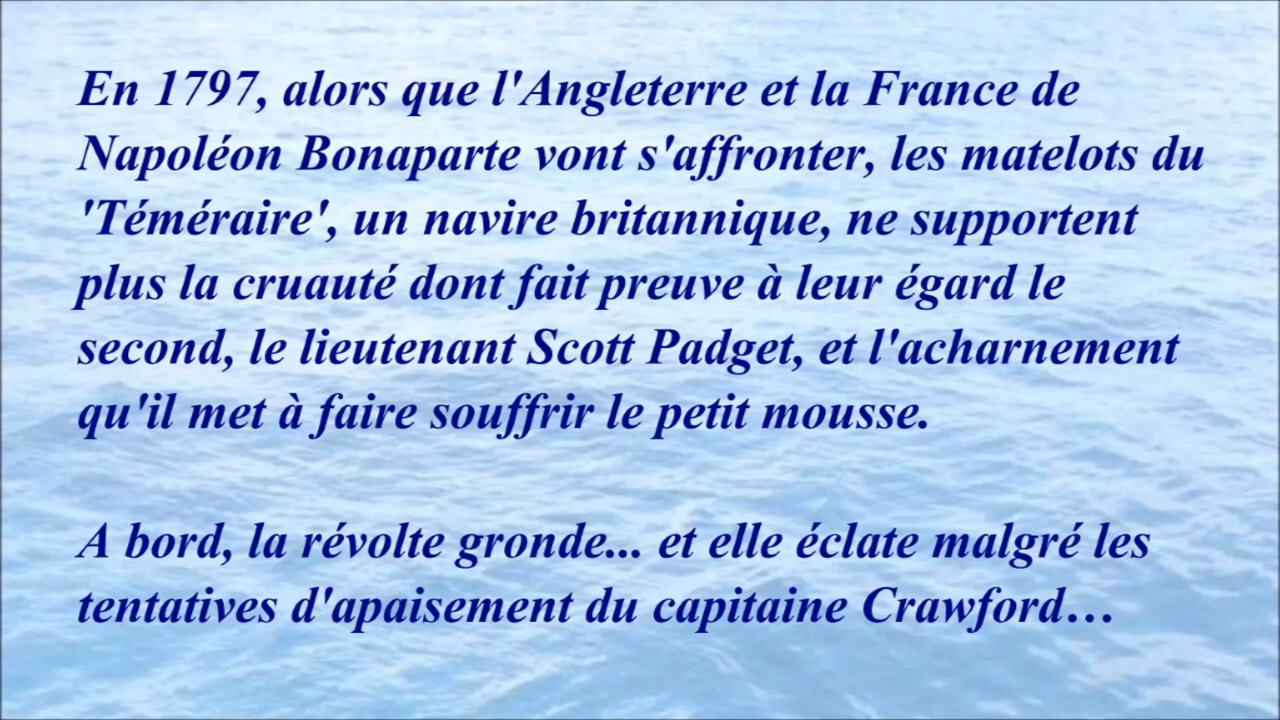 En 1797, alors que l'Angleterre et la France de
Napoléon Bonaparte vont s'affronter, les matelots du
'Téméraire', un navire britannique, ne supportent
plus la cruauté dont fait preuve à leur égard le
second, le lieutenant Scott Padget, et l'acharnement
qu'il met à faire souffrir le petit mousse.
A bord, la révolte gronde... et elle éclate malgré les
tentatives d'apaisement du capitaine Crawford…